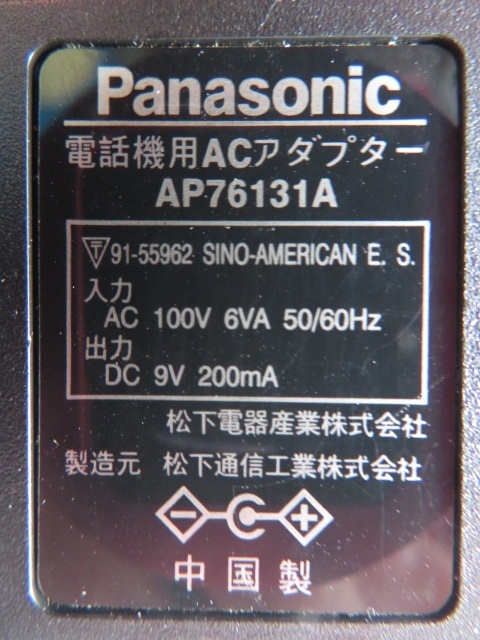 Panasonic
電話機用ACアダプター
AP76131A
91-55962 SINO-AMERICAN E. S.
入力
AC 100V 6VA 50/60Hz
出力
DC 9V 200mA
松下電器産業株式会社
製造元 松下通信工業株式会社
中国製